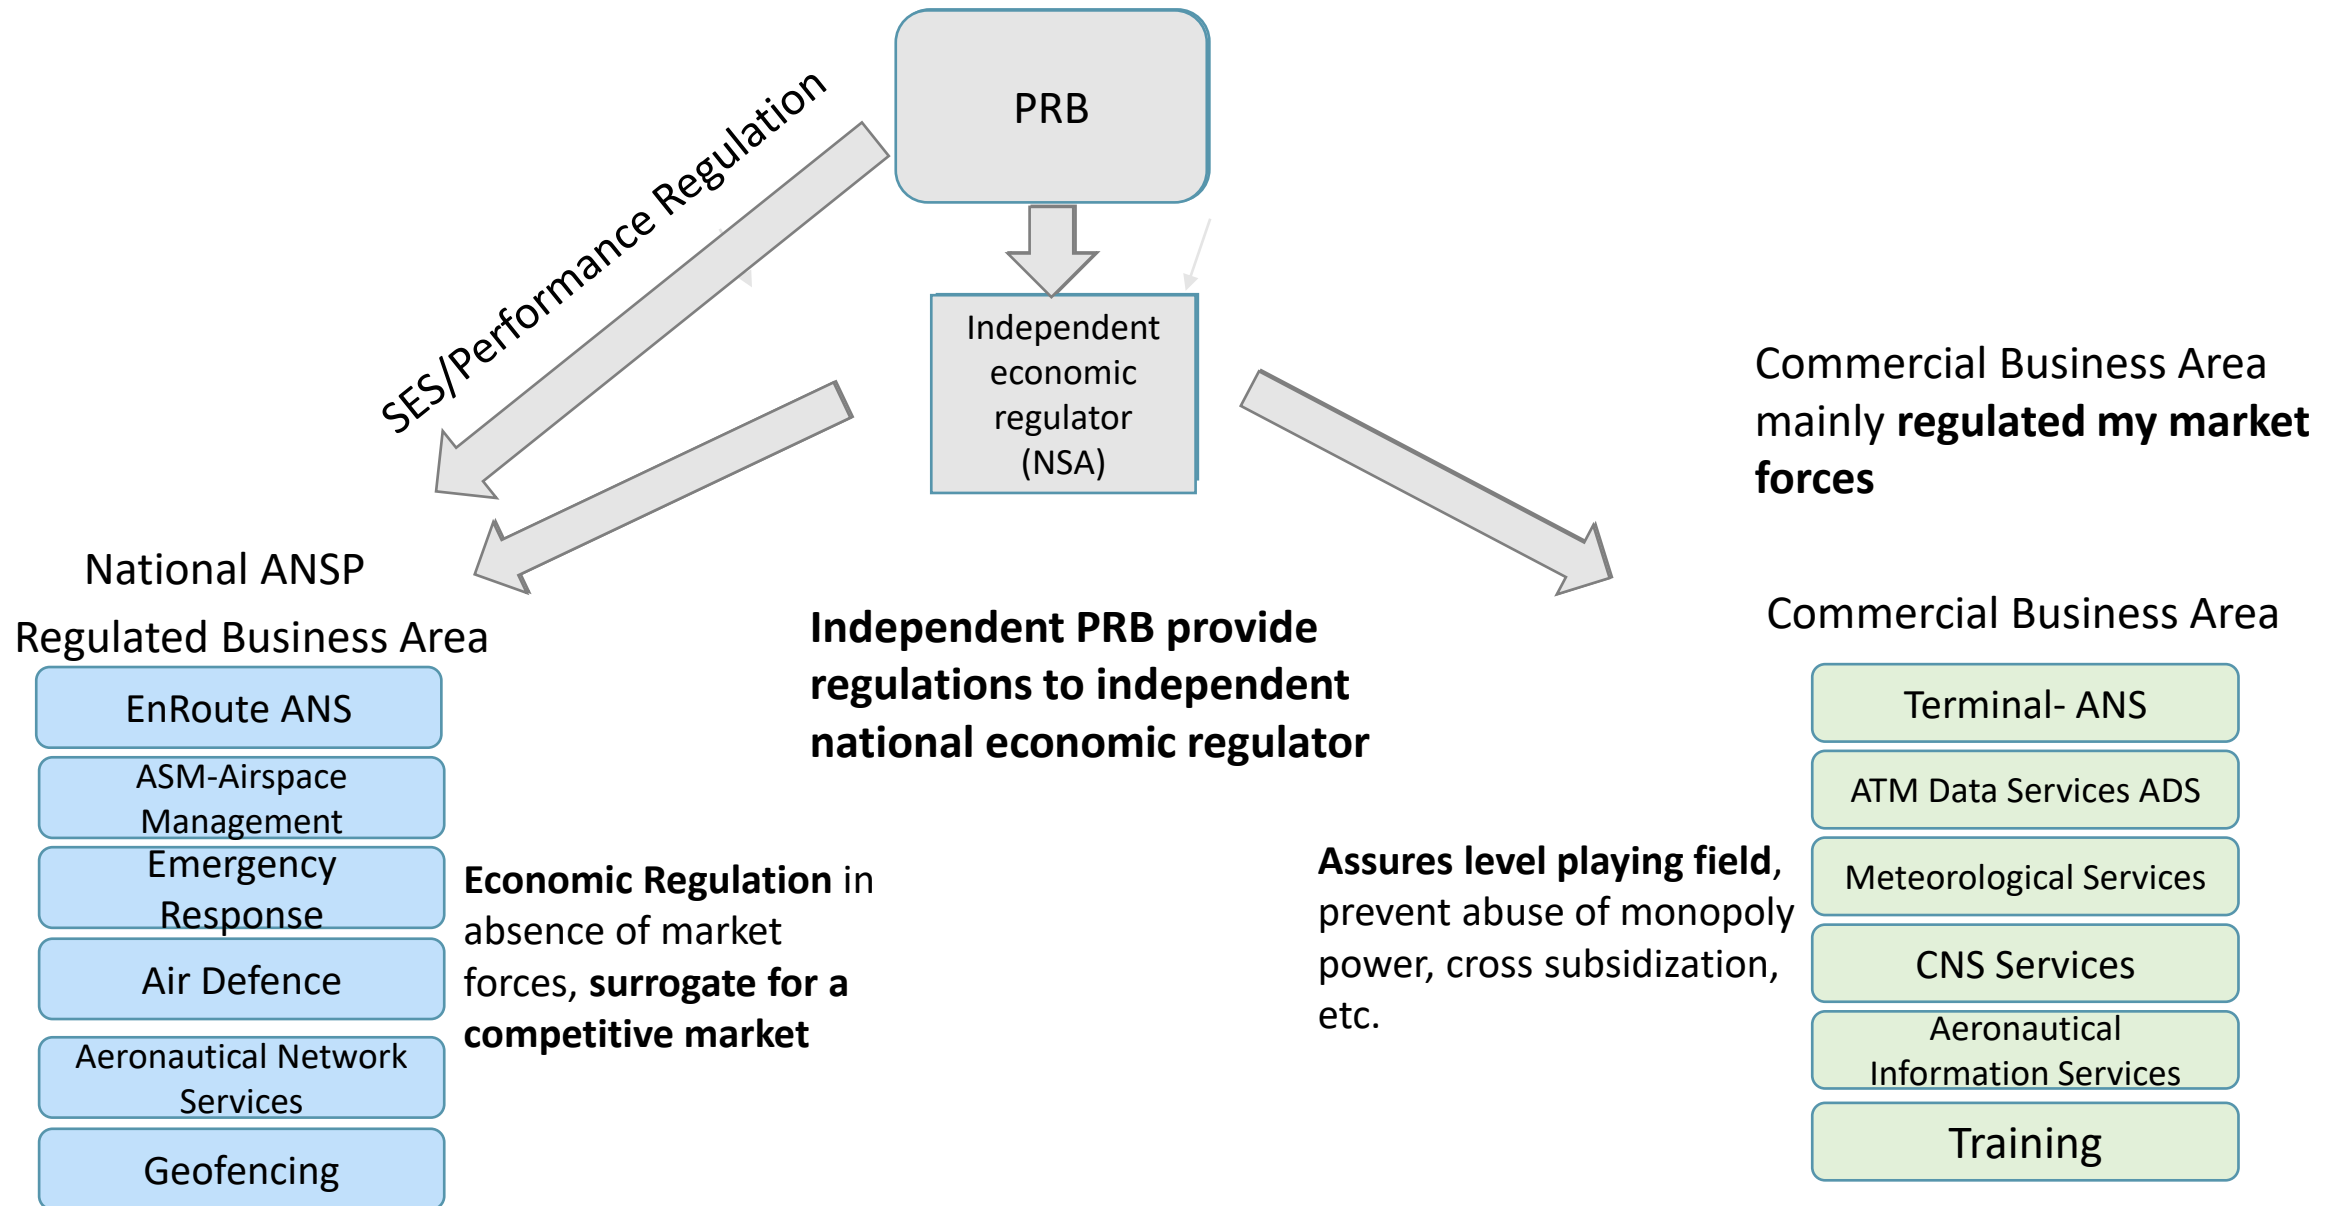 PRB
SES/Performance Regulation
Independent
economic
regulator
(NSA)
Commercial Business Area
mainly regulated my market
forces
National ANSP
Regulated Business Area
EnRoute ANS
ASM-Airspace
Management
Emergency
Response
Air Defence
Aeronautical Network
Services
Geofencing
Economic Regulation in
absence of market
forces, surrogate for a
competitive market
Independent PRB provide
regulations to independent
national economic regulator
Assures level playing field,
prevent abuse of monopoly
power, cross subsidization,
etc.
Commercial Business Area
Terminal- ANS
ATM Data Services ADS
Meteorological Services
CNS Services
Aeronautical
Information Services
Training